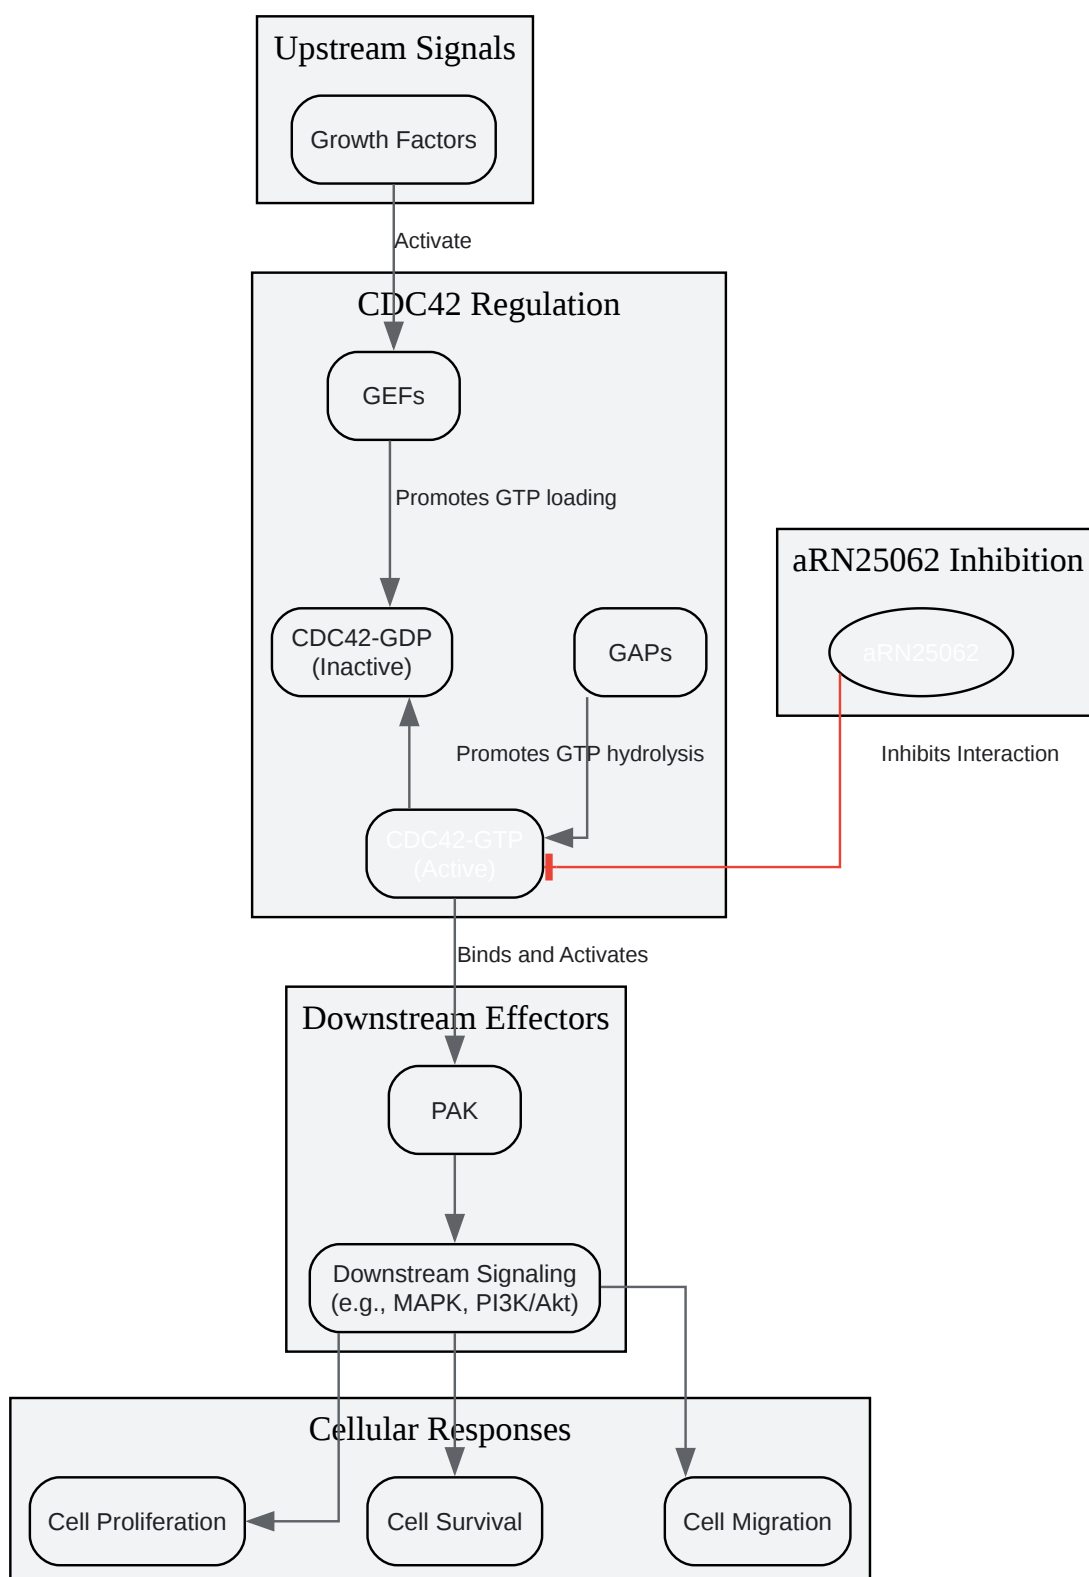 Upstream Signals
Growth Factors
Activate
CDC42 Regulation
GEFs
Promotes GTP loading
aRN25062 Inhibition
CDC42-GDP
(Inactive)
GAPs
aRN25062
Promotes GTP hydrolysis
Inhibits Interaction
CDC42-GTP
(Active)
Binds and Activates
Downstream Effectors
PAK
Downstream Signaling
(e.g., MAPK, PI3K/Akt)
Cellular Responses
Cell Proliferation
Cell Survival
Cell Migration